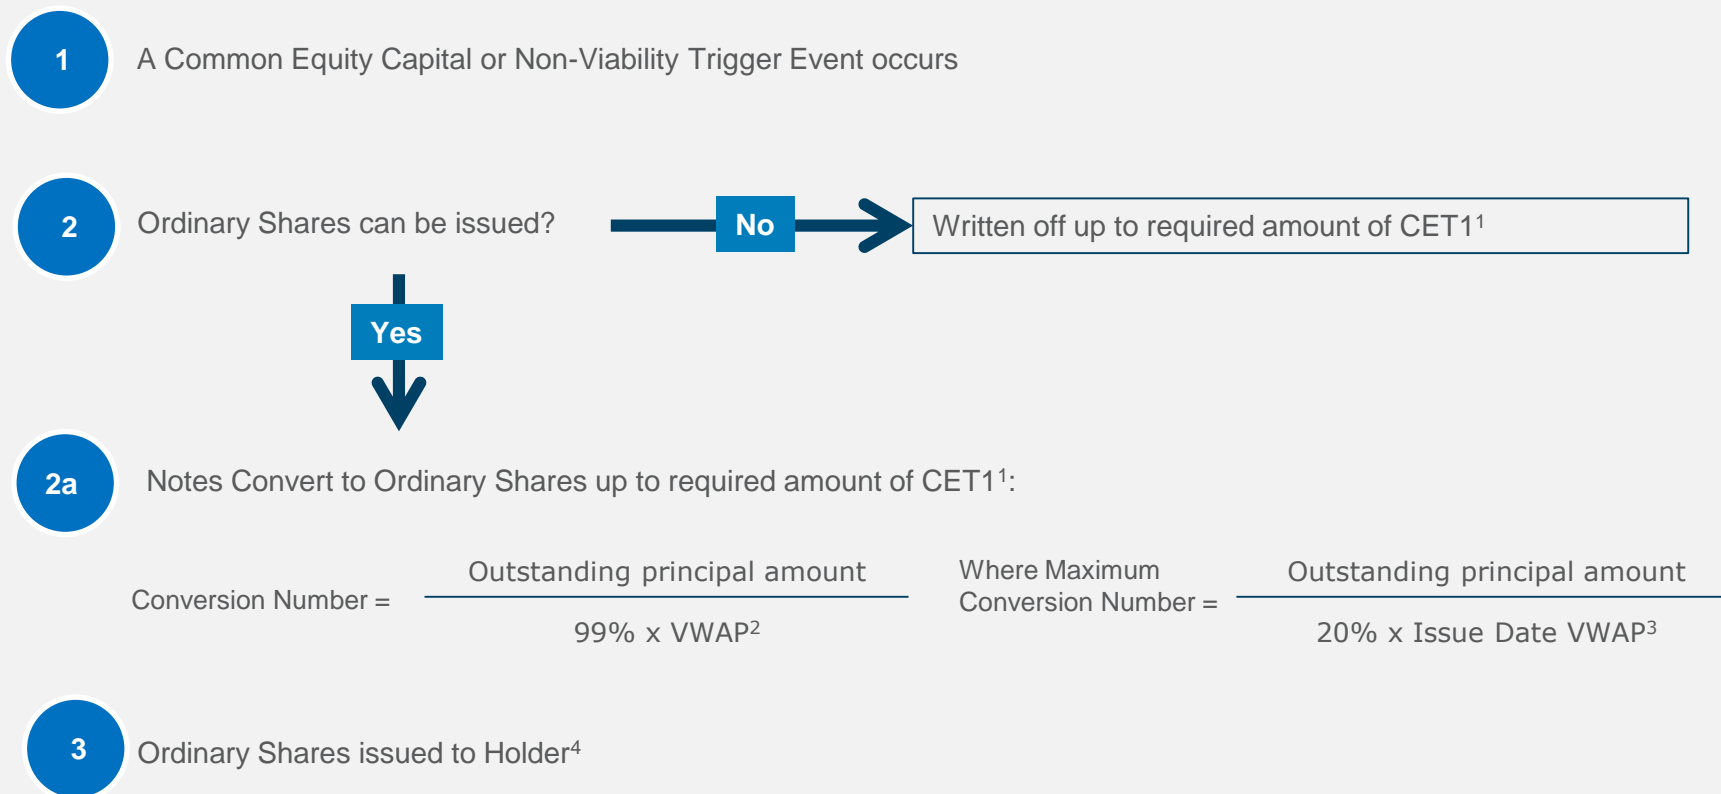 1
A Common Equity Capital or Non-Viability Trigger Event occurs
2
Ordinary Shares can be issued?
No
Written off up to required amount of CET1¹
Yes
2a
Notes Convert to Ordinary Shares up to required amount of CET1¹:
Conversion Number =
Outstanding principal amount
99% x VWAP²
Where Maximum
Conversion Number =
Outstanding principal amount
20% x Issue Date VWAP³
3
Ordinary Shares issued to Holder⁴